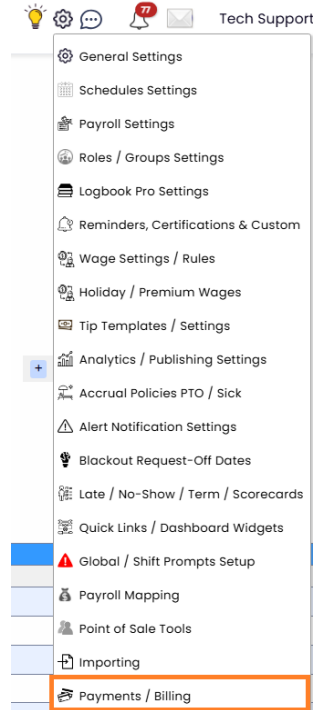 77
Tech Support
General Settings
Schedules Settings
Payroll Settings
Roles / Groups Settings
Logbook Pro Settings
Reminders, Certifications & Custom
Wage Settings / Rules
Holiday / Premium Wages
Tip Templates / Settings
Analytics / Publishing Settings
+
Accrual Policies PTO / Sick
Alert Notification Settings
Blackout Request-Off Dates
Late / No-Show / Term / Scorecards
Quick Links / Dashboard Widgets
Global / Shift Prompts Setup
Payroll Mapping
Point of Sale Tools
Importing
Payments / Billing